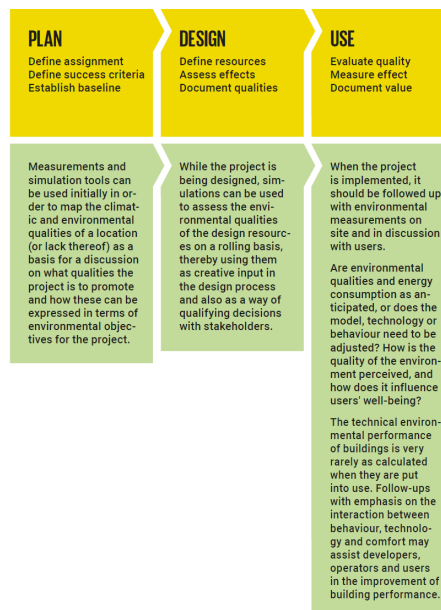 PLAN
Define assignment
Define success criteria
Establish baseline
DESIGN
Define resources
Assess effects
Document qualities
USE
Evaluate quality
Measure effect
Document value
Measurements and
simulation tools can
be used initially in or-
der to map the climat-
ic and environmental
qualities of a location
(or lack thereof) as a
basis for a discussion
on what qualities the
project is to promote
and how these can be
expressed in terms of
environmental objec-
tives for the project.
While the project is
being designed, sim-
ulations can be used
to assess the envi-
ronmental qualities
of the design resourc-
es on a rolling basis,
thereby using them
as creative input in
the design process
and also as a way of
qualifying decisions
with stakeholders.
When the project
is implemented, it
should be followed up
with environmental
measurements on
site and in discussion
with users.
Are environmental
qualities and energy
consumption as an-
ticipated, or does the
model, technology or
behaviour need to be
adjusted? How is the
quality of the environ-
ment perceived, and
how does it influence
users' well-being?
The technical environ-
mental performance
of buildings is very
rarely as calculated
when they are put
into use. Follow-ups
with emphasis on the
interaction between
behaviour, technolo-
gy and comfort may
assist developers,
operators and users
in the improvement of
building performance.